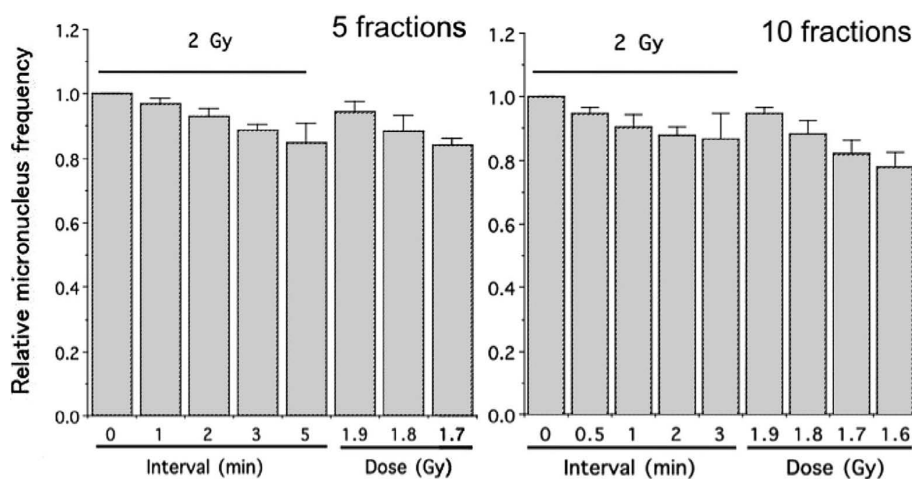 5 fractions
2 Gy
Relative micronucleus frequency
1.2
1.0
0.8
0.6
0.4
0.2
0.0
0 1 2 3 5 1.9 1.8 1.7
Interval (min) Dose (Gy)
10 fractions
2 Gy
1.2
1.0
0.8
0.6
0.4
0.2
0.0
0 0.5 1 2 3 1.9 1.8 1.7 1.6
Interval (min) Dose (Gy)